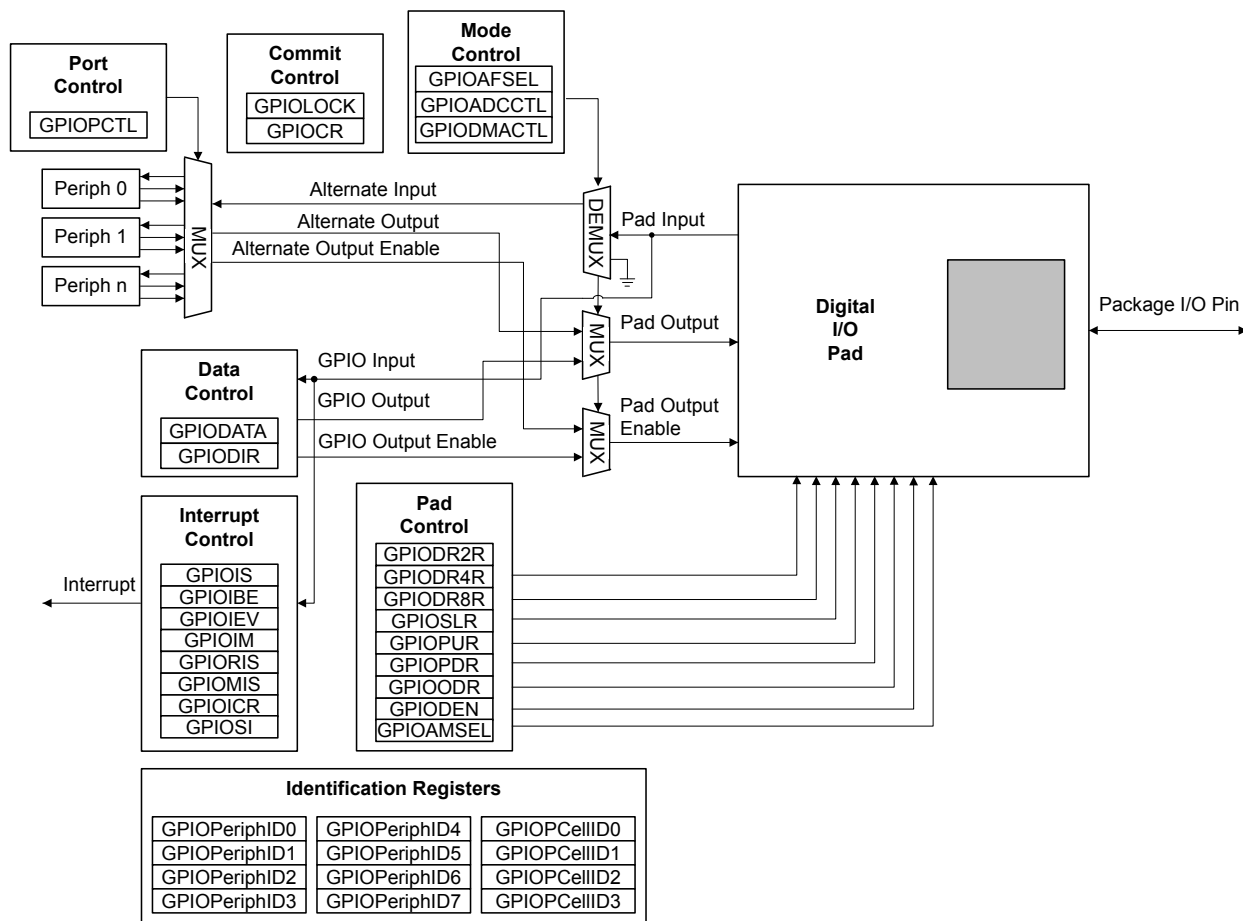 Port
Control
GPIOPCTL
Commit
Control
GPIOLOCK
GPIOCR
Mode
Control
GPIOAFSEL
GPIOADCCTL
GPIODMACTL
Periph 0
Periph 1
Periph n
MUX
Alternate Input
Alternate Output
Alternate Output Enable
DEMUX
Pad Input
MUX
Pad Output
MUX
Pad Output
Enable
Digital
I/O
Pad
Package I/O Pin
Data
Control
GPIODATA
GPIODIR
GPIO Input
GPIO Output
GPIO Output Enable
Interrupt
Control
GPIOIS
GPIOIBE
GPIOIEV
GPIOIM
GPIORIS
GPIOMIS
GPIOICR
GPIOSI
Interrupt
Pad
Control
GPIODR2R
GPIODR4R
GPIODR8R
GPIOSLR
GPIOPUR
GPIOPDR
GPIOODR
GPIODEN
GPIOAMSEL
Identification Registers
GPIOPeriphID0
GPIOPeriphID1
GPIOPeriphID2
GPIOPeriphID3
GPIOPeriphID4
GPIOPeriphID5
GPIOPeriphID6
GPIOPeriphID7
GPIOPCellID0
GPIOPCellID1
GPIOPCellID2
GPIOPCellID3